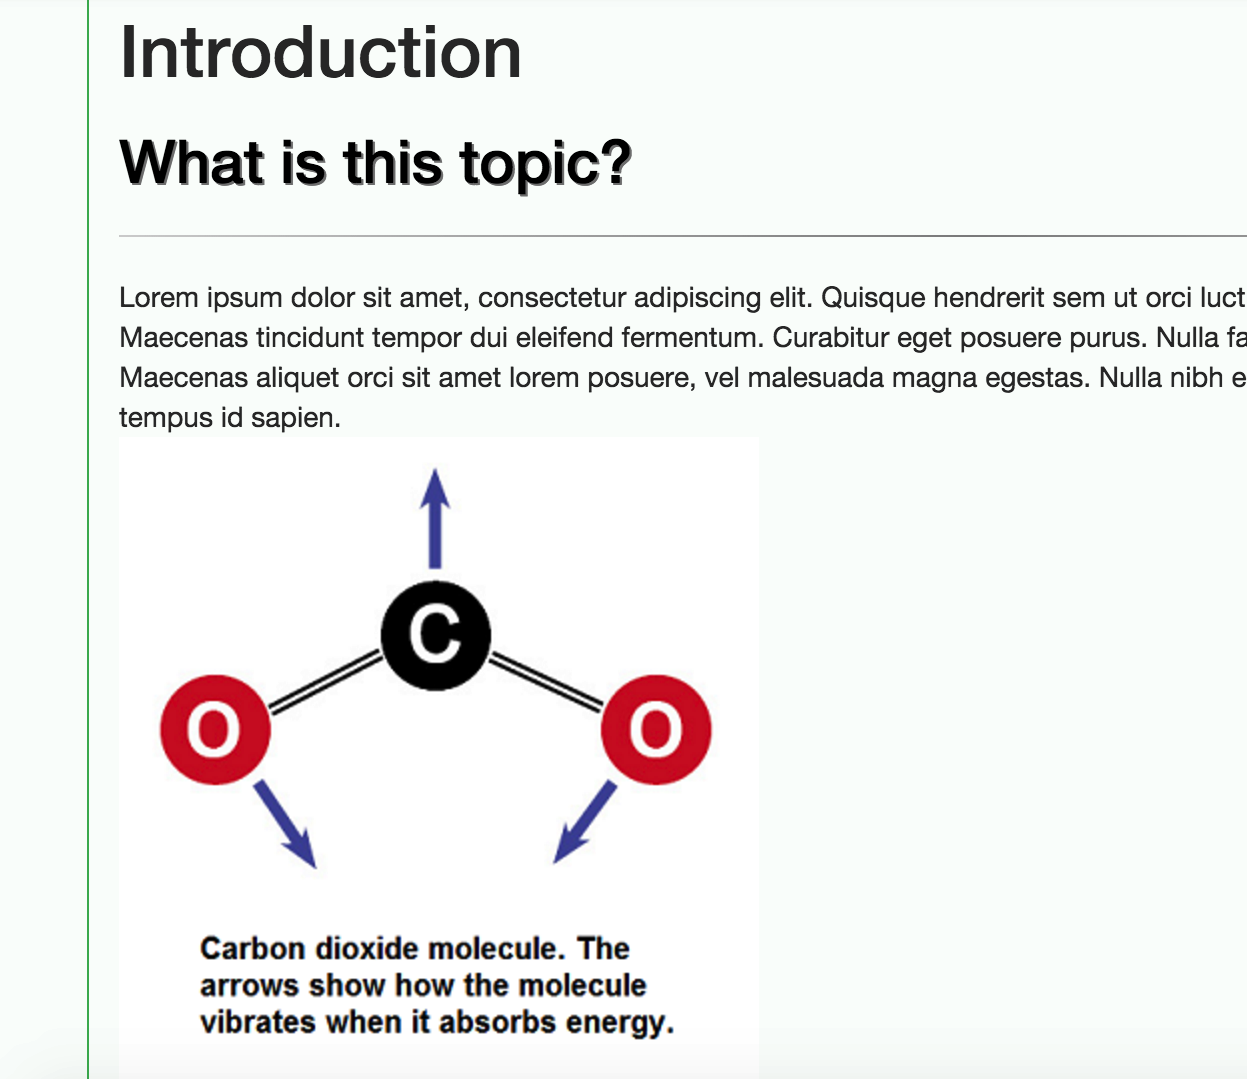 Introduction
What is this topic?
Lorem ipsum dolor sit amet, consectetur adipiscing elit. Quisque hendrerit sem ut orci luct
Maecenas tincidunt tempor dui eleifend fermentum. Curabitur eget posuere purus. Nulla fa
Maecenas aliquet orci sit amet lorem posuere, vel malesuada magna egestas. Nulla nibh e
tempus id sapien.
C
O O
Carbon dioxide molecule. The
arrows show how the molecule
vibrates when it absorbs energy.